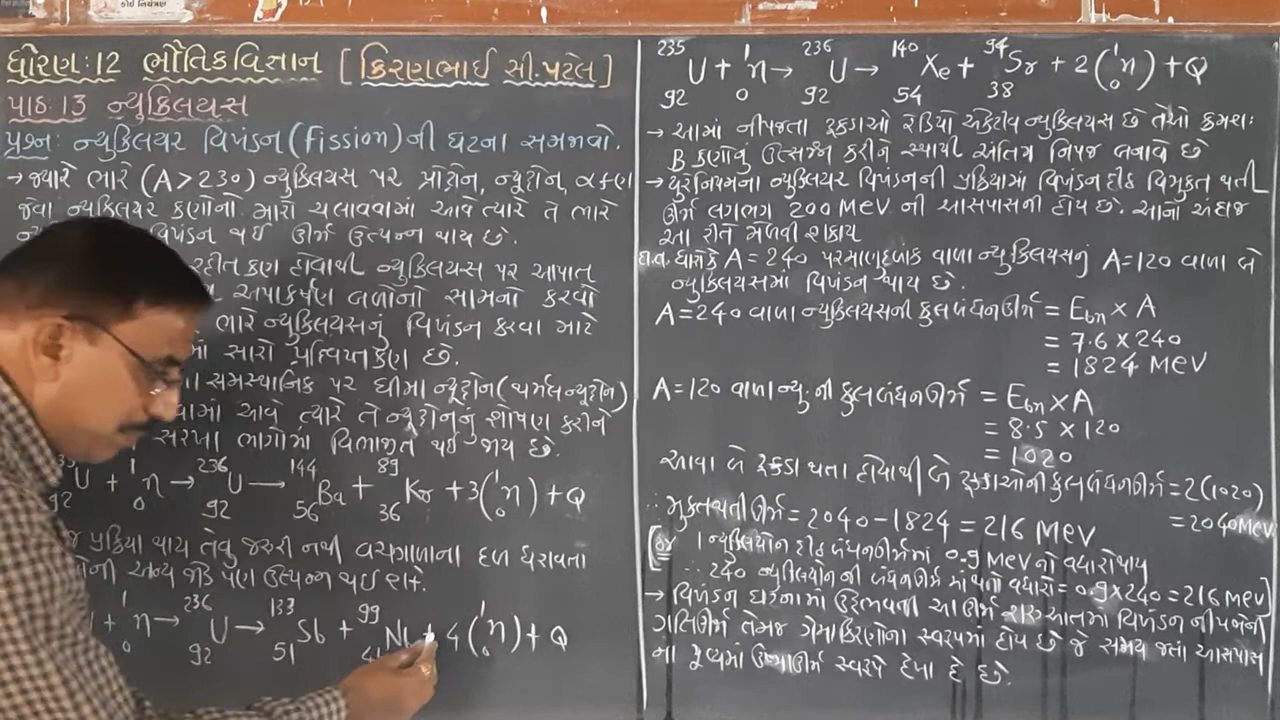 કોઈ નિયંત્રણ
ધોરણ:12 ભૌતિકવિજ્ઞાન [કિરણભાઈ સી.પટેલ]
પાઠ:13 ન્યુક્લિયસ
પ્રશ્ન: ન્યુક્લિયર વિખંડન(Fission)ની ઘટના સમજાવો.
→ જ્યારે ભારે (A>230) ન્યુક્લિયસ પર પ્રોટોન, ન્યુટ્રોન, α કણ
જેવા ન્યુક્લિયર કણોનો મારો ચલાવવામાં આવે ત્યારે તે ભારે
વિખંડન થઈ ઊર્જા ઉત્પન્ન થાય છે.
રહીત કણ હોવાથી ન્યુક્લિયસ પર આપાત
અપાકર્ષણ બળોનો સામનો કરવો
ભારે ન્યુક્લિયસનું વિખંડન કરવા માટે
સારો પ્રક્ષિપ્ત કણ છે.
સમસ્થાનિક પર ધીમા ન્યુટ્રોન(થર્મલ ન્યુટ્રોન)
આવે ત્યારે તે ન્યુટ્રોનનું શોષણ કરીને
સરખા ભાગોમાં વિભાજીત થઈ જાય છે.
U + ¹₀n → ²³⁶₉₂U → ¹⁴⁴₅₆Ba + ⁸⁹₃₆Kr + 3(¹₀n) + Q
જ પ્રક્રિયા થાય તેવુ જરુરી નથી વચગાળાના દળ ધરાવતા
અન્ય જોડ પણ ઉત્પન્ન થઈ શકે.
+ ¹₀n → ²³⁶₉₂U → ¹³³₅₁Sb + ⁹⁹₄₁Nb + 4(¹₀n) + Q
²³⁵₉₂U + ¹₀n → ²³⁶₉₂U → ¹⁴⁰₅₄Xe + ⁹⁴₃₈Sr + 2(¹₀n) + Q
→ આમાં નીપજતા ટૂકડાઓ રેડિયો એક્ટીવ ન્યુક્લિયસ છે તેઓ ક્રમશઃ
β કણોનું ઉત્સર્જન કરીને સ્થાયી અંતિમ નિપજ બનાવે છે
→ યુરેનિયમના ન્યુક્લિયર વિખંડનની પ્રક્રિયામાં વિખંડન દીઠ વિમુક્ત થતી
ઊર્જા લગભગ 200 MeV ની આસપાસની હોય છે. આનો અંદાજ
આ રીતે મેળવી શકાય
ધારોકે A=240 પરમાણુદળાંક વાળા ન્યુક્લિયસનું A=120 વાળા બે
ન્યુક્લિયસમાં વિખંડન થાય છે.
A=240 વાળા ન્યુક્લિયસની કુલ બંધનઊર્જા = Ebn × A
= 7.6 × 240
= 1824 MeV
A=120 વાળા ન્યુ. ની કુલ બંધનઊર્જા = Ebn × A
= 8.5 × 120
= 1020
આવા બે ટૂકડા થતા હોવાથી બે ટૂકડાઓની કુલ બંધનઊર્જા = 2(1020)
= 2040 MeV
∴ મુક્ત થતી ઊર્જા = 2040 - 1824 = 216 MeV
[or 1 ન્યુક્લિયોન દીઠ બંધનઊર્જામાં 0.9 MeV નો વધારો થાય
∴ 240 ન્યુક્લિયોન ની બંધનઊર્જા માં થતો વધારો = 0.9×240 = 216 MeV]
→ વિખંડન ઘટનામાં ઉદ્ભવતી આ ઊર્જા શરુઆતમાં વિખંડન નીપજોની
ગતિઊર્જા તેમજ ગેમા કિરણોના સ્વરૂપમાં હોય છે જે સમય જતાં આસપાસ
ના દ્રવ્યમાં ઉષ્માઊર્જા સ્વરૂપે દેખા દે છે.